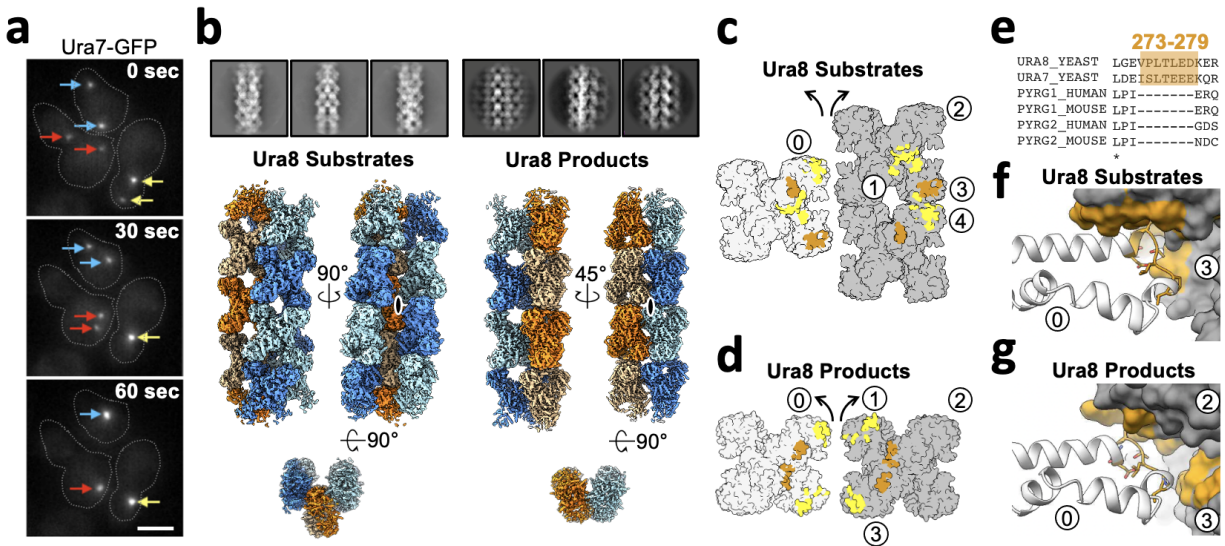 a
Ura7-GFP
0 sec
30 sec
60 sec
b
Ura8 Substrates
Ura8 Products
90°
45°
90°
90°
c
Ura8 Substrates
0
1
2
3
4
d
Ura8 Products
0
1
2
3
e
273-279
URA8_YEAST LGEVPLTLEDKER
URA7_YEAST LDEISLTEEEKQR
PYRG1_HUMAN LPI-------ERQ
PYRG1_MOUSE LPI-------ERQ
PYRG2_HUMAN LPI-------GDS
PYRG2_MOUSE LPI-------NDC
*
f
Ura8 Substrates
0
3
g
Ura8 Products
0
2
3